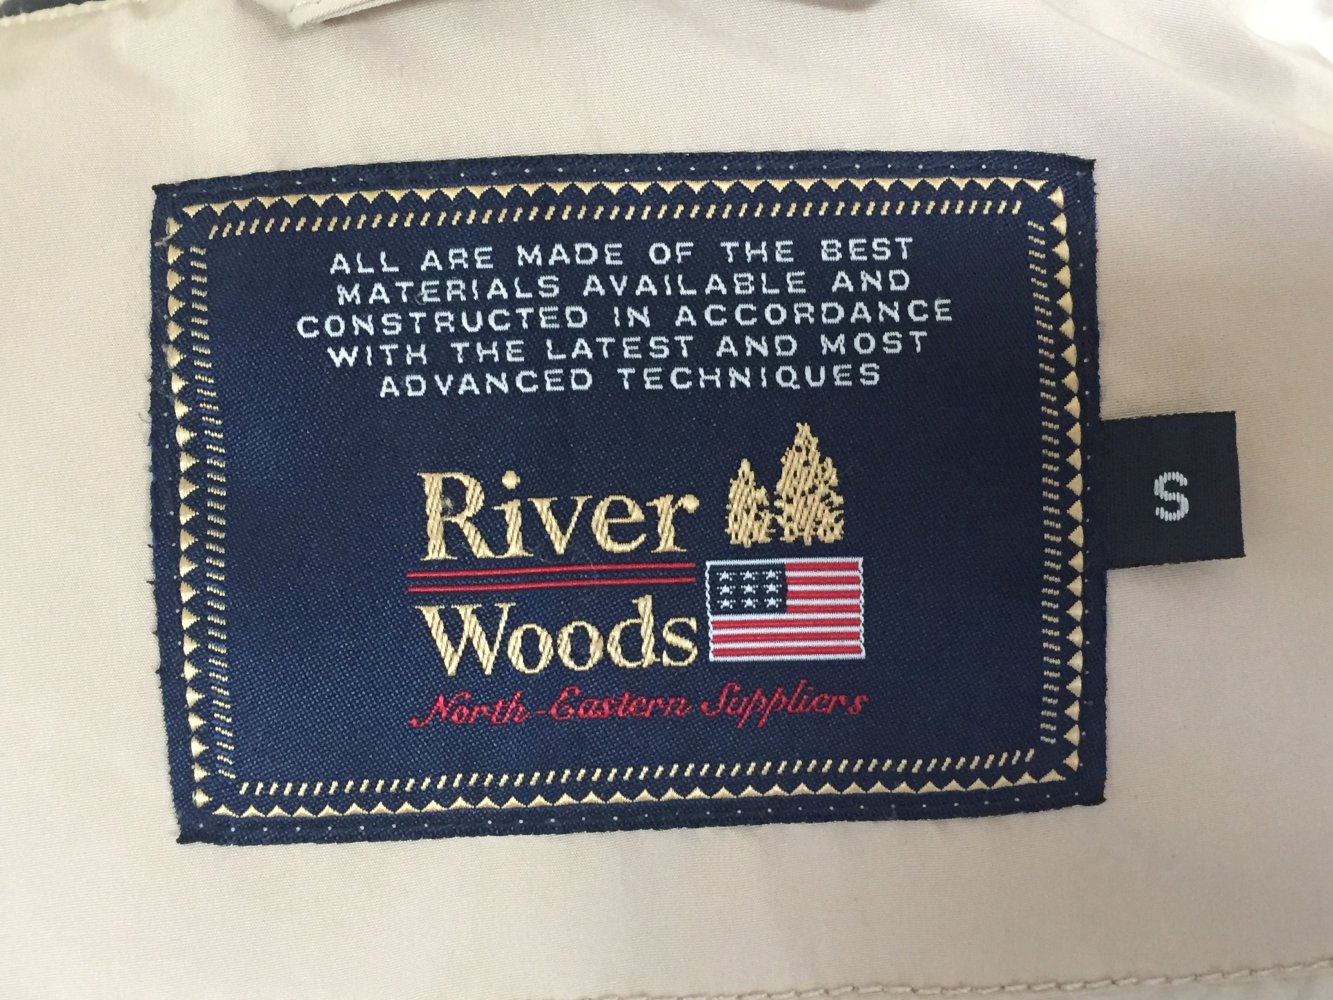 ALL ARE MADE OF THE BEST
MATERIALS AVAILABLE AND
CONSTRUCTED IN ACCORDANCE
WITH THE LATEST AND MOST
ADVANCED TECHNIQUES
River
Woods
North-Eastern Suppliers
S